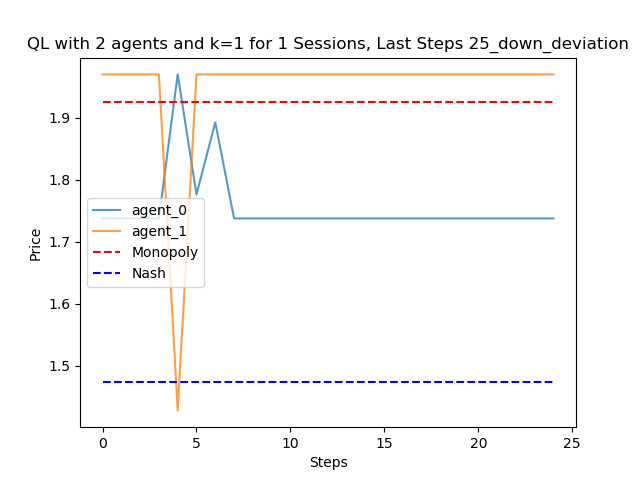 QL with 2 agents and k=1 for 1 Sessions, Last Steps 25_down_deviation
Price
1.9
1.8
1.7
1.6
1.5
agent_0
agent_1
Monopoly
Nash
0 5 10 15 20 25
Steps